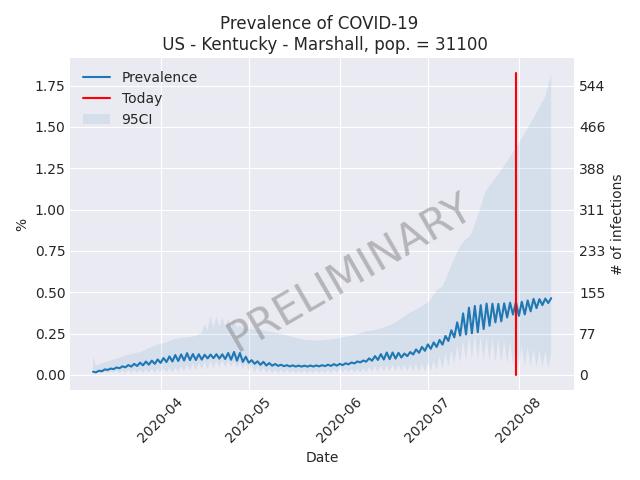 Prevalence of COVID-19
US - Kentucky - Marshall, pop. = 31100
Prevalence
Today
95CI
1.75
1.50
1.25
1.00
0.75
0.50
0.25
0.00
%
544
466
388
311
233
155
77
0
# of infections
PRELIMINARY
2020-04
2020-05
2020-06
2020-07
2020-08
Date